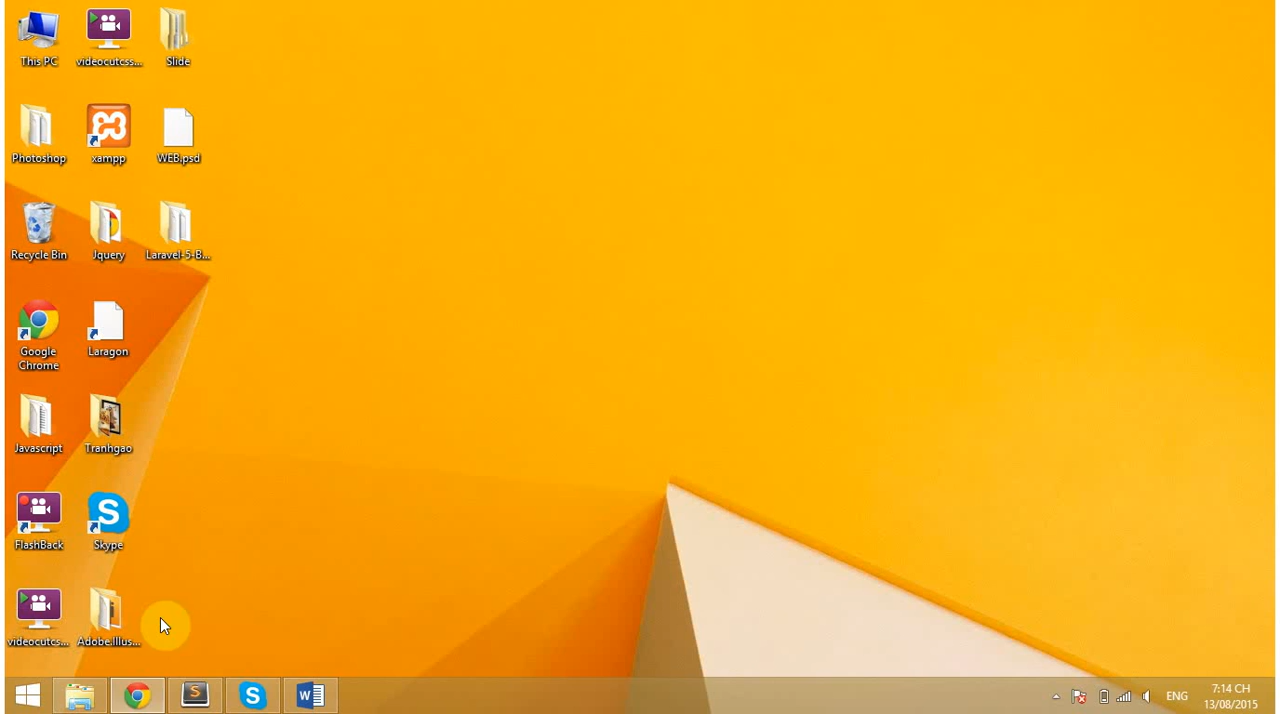 This PC
videocutcss...
Slide
Photoshop
xampp
WEB.psd
Recycle Bin
Jquery
Laravel-5-B...
Google
Chrome
Laragon
Javascript
Tranhgao
FlashBack
Skype
videocutcs...
Adobe.Illus...
ENG
7:14 CH
13/08/2015